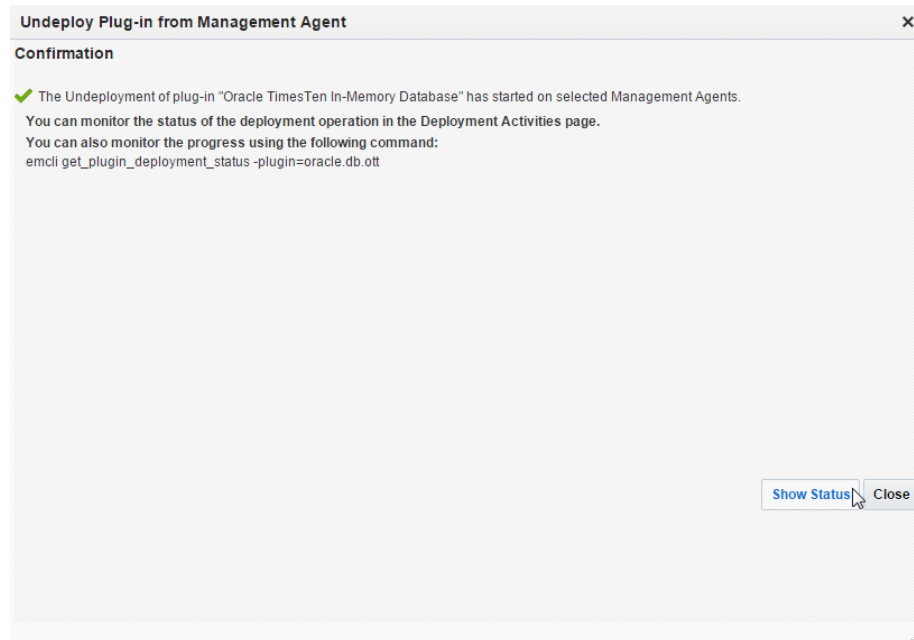 Undeploy Plug-in from Management Agent
Confirmation
The Undeployment of plug-in "Oracle TimesTen In-Memory Database" has started on selected Management Agents.
You can monitor the status of the deployment operation in the Deployment Activities page.
You can also monitor the progress using the following command:
emcli get_plugin_deployment_status -plugin=oracle.db.ott
Show Status Close